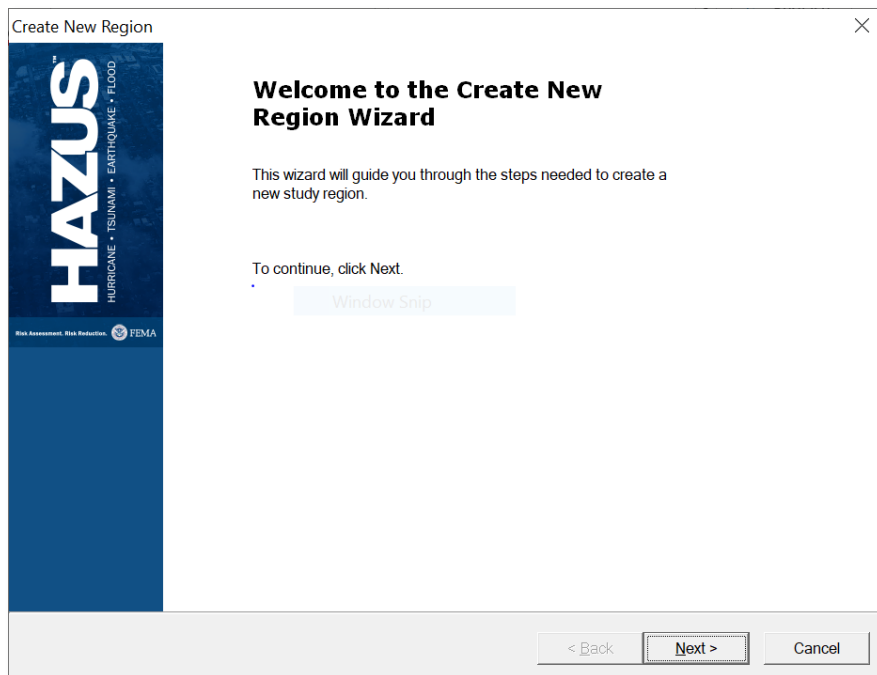 Create New Region
HAZUS™
HURRICANE • TSUNAMI • EARTHQUAKE • FLOOD
Risk Assessment. Risk Reduction.
FEMA
Welcome to the Create New
Region Wizard
This wizard will guide you through the steps needed to create a
new study region.
To continue, click Next.
Window Snip
< Back
Next >
Cancel